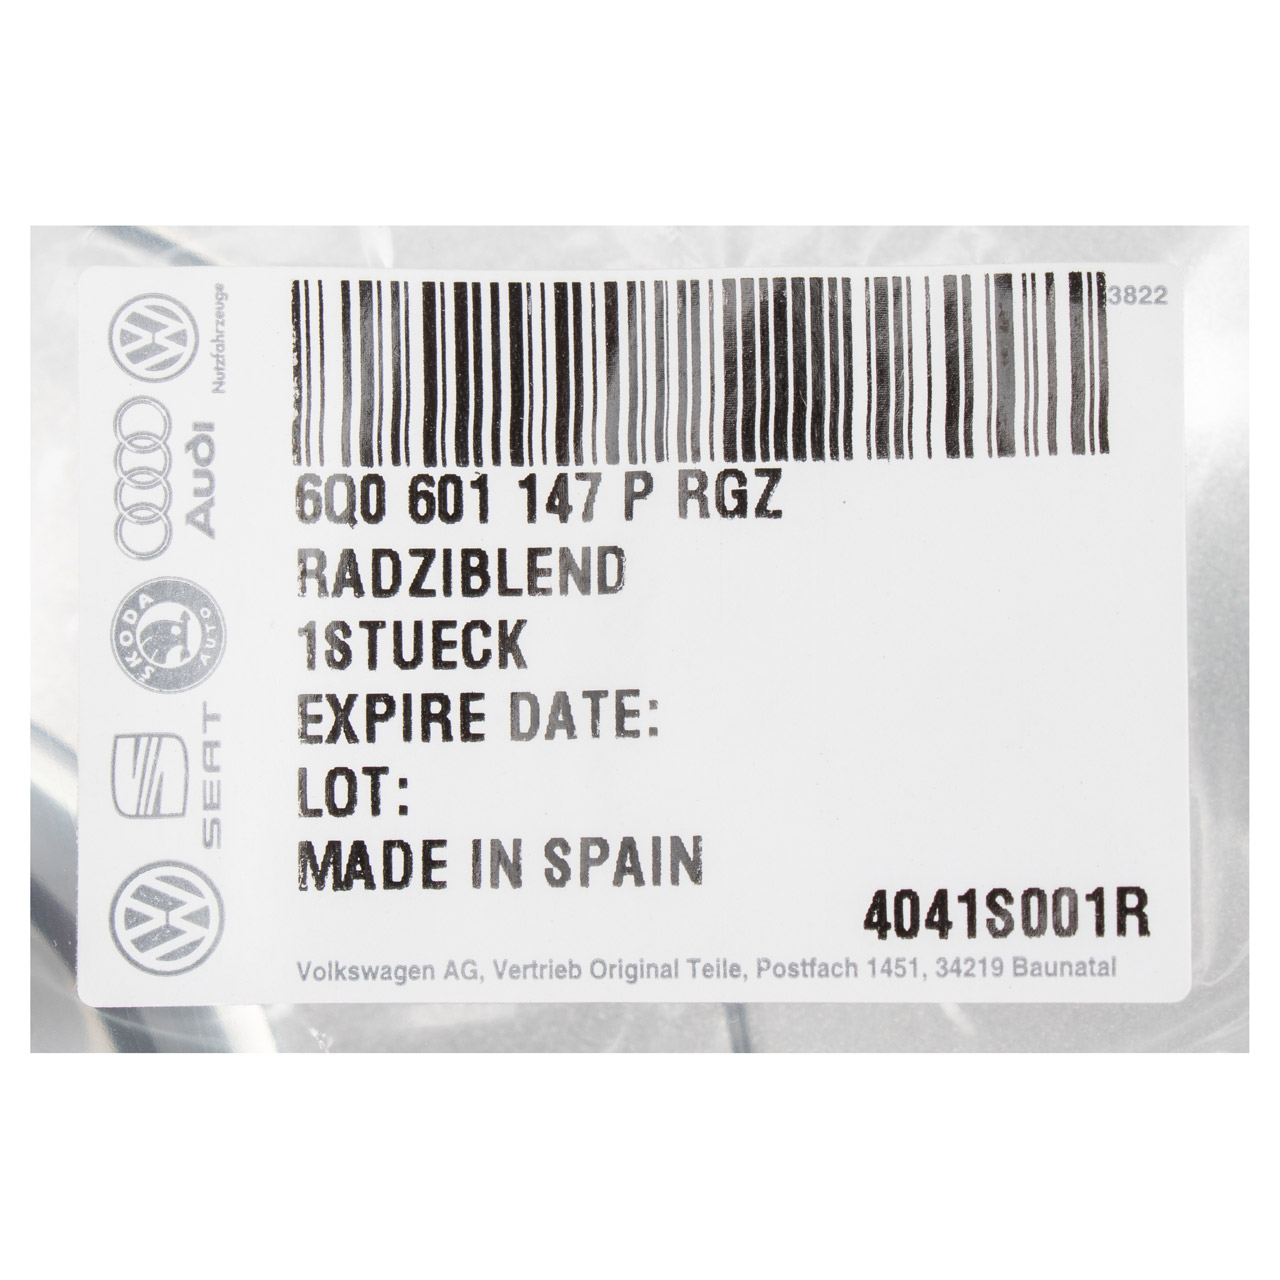 3822
6Q0 601 147 P RGZ
RADZIBLEND
1STUECK
EXPIRE DATE:
LOT:
MADE IN SPAIN
4041S001R
Volkswagen AG, Vertrieb Original Teile, Postfach 1451, 34219 Baunatal
Nutzfahrzeuge
Audi
SKODA
AUTO
SEAT